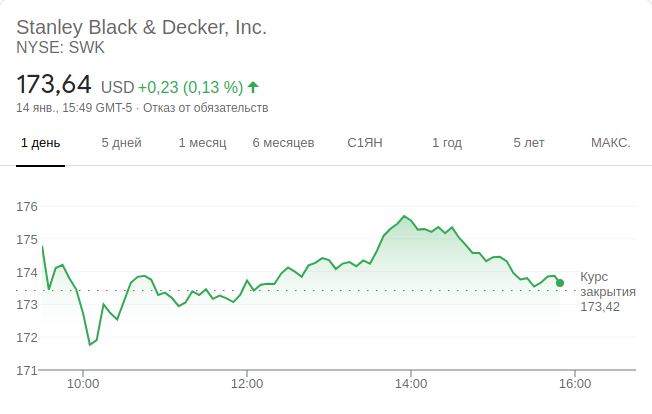 Stanley Black & Decker, Inc.
NYSE: SWK
173,64 USD +0,23 (0,13 %)
14 янв., 15:49 GMT-5 · Отказ от обязательств
1 день 5 дней 1 месяц 6 месяцев С1ЯН 1 год 5 лет МАКС.
176
175
174
173
172
171
Курс
закрытия
173,42
10:00 12:00 14:00 16:00